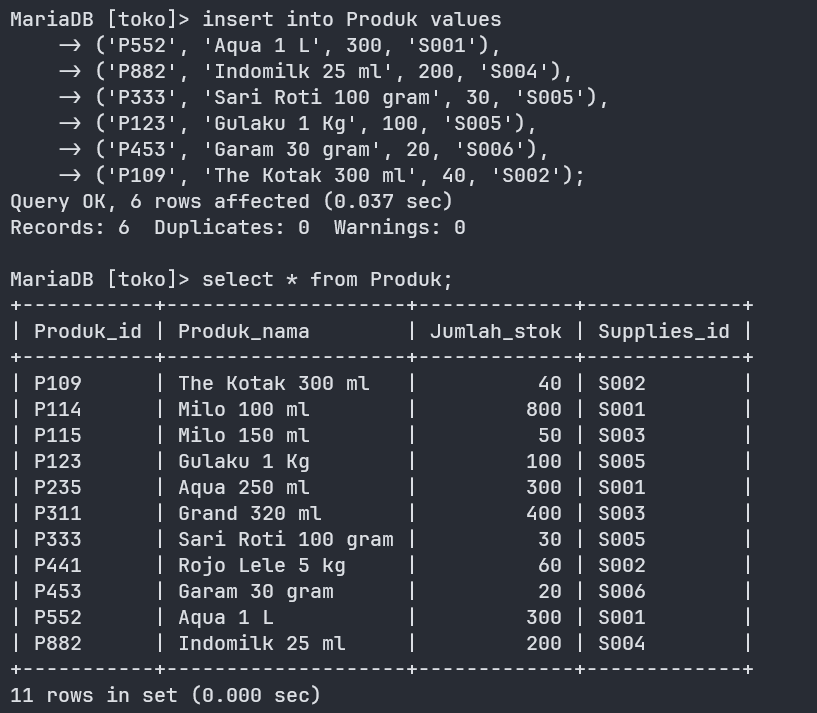 MariaDB [toko]> insert into Produk values
    -> ('P552', 'Aqua 1 L', 300, 'S001'),
    -> ('P882', 'Indomilk 25 ml', 200, 'S004'),
    -> ('P333', 'Sari Roti 100 gram', 30, 'S005'),
    -> ('P123', 'Gulaku 1 Kg', 100, 'S005'),
    -> ('P453', 'Garam 30 gram', 20, 'S006'),
    -> ('P109', 'The Kotak 300 ml', 40, 'S002');
Query OK, 6 rows affected (0.037 sec)
Records: 6  Duplicates: 0  Warnings: 0

MariaDB [toko]> select * from Produk;
+-----------+--------------------+-------------+-------------+
| Produk_id | Produk_nama        | Jumlah_stok | Supplies_id |
+-----------+--------------------+-------------+-------------+
| P109      | The Kotak 300 ml   |          40 | S002        |
| P114      | Milo 100 ml        |         800 | S001        |
| P115      | Milo 150 ml        |          50 | S003        |
| P123      | Gulaku 1 Kg        |         100 | S005        |
| P235      | Aqua 250 ml        |         300 | S001        |
| P311      | Grand 320 ml       |         400 | S003        |
| P333      | Sari Roti 100 gram |          30 | S005        |
| P441      | Rojo Lele 5 kg     |          60 | S002        |
| P453      | Garam 30 gram      |          20 | S006        |
| P552      | Aqua 1 L           |         300 | S001        |
| P882      | Indomilk 25 ml     |         200 | S004        |
+-----------+--------------------+-------------+-------------+
11 rows in set (0.000 sec)